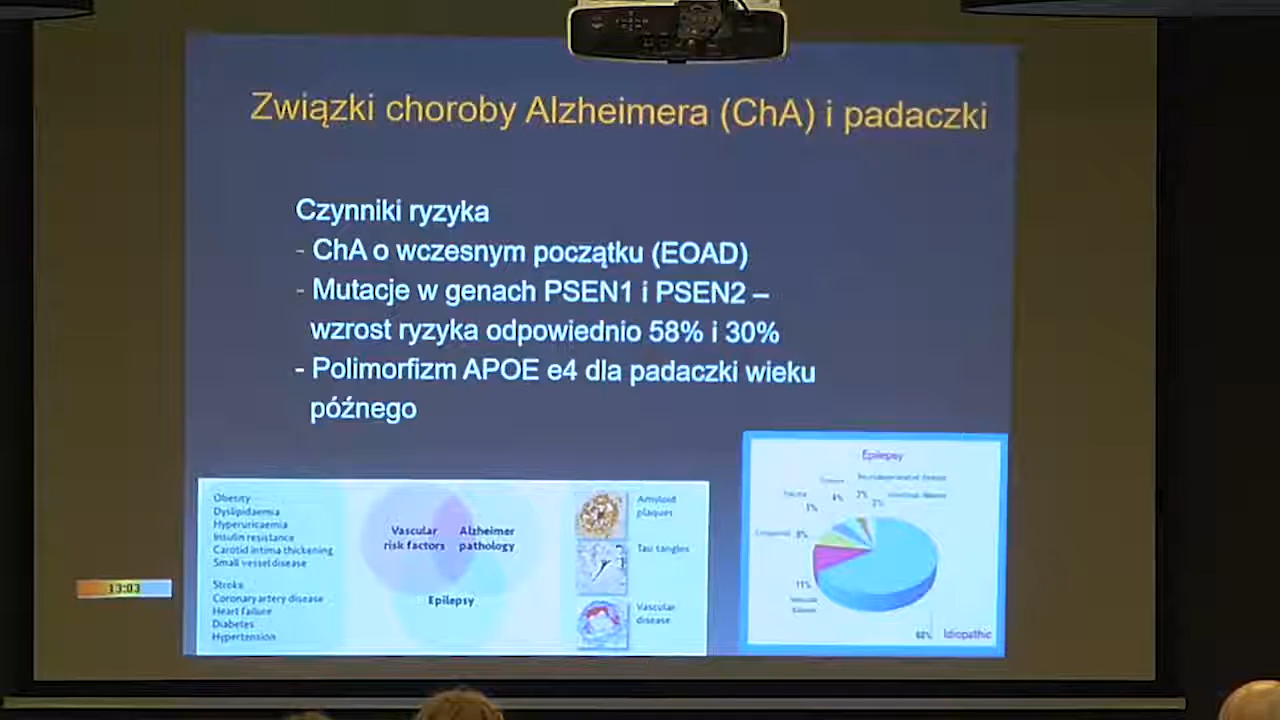 Związki choroby Alzheimera (ChA) i padaczki
Czynniki ryzyka
- ChA o wczesnym początku (EOAD)
- Mutacje w genach PSEN1 i PSEN2 –
wzrost ryzyka odpowiednio 58% i 30%
- Polimorfizm APOE e4 dla padaczki wieku
późnego
Obesity
Dyslipidaemia
Hyperuricaemia
Insulin resistance
Carotid intima thickening
Small vessel disease
Stroke
Coronary artery disease
Heart failure
Diabetes
Hypertension
Vascular
risk factors
Alzheimer
pathology
Epilepsy
Amyloid
plaques
Tau tangles
Vascular
disease
Epilepsy
4%
8%
11%
Idiopathic
13:03